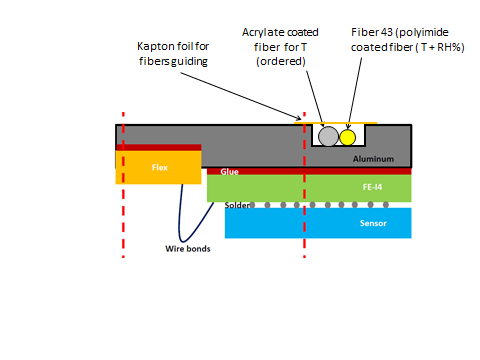 Kapton foil for
fibers guiding
Acrylate coated
fiber for T
(ordered)
Fiber 43 (polyimide
coated fiber ( T + RH%)
Aluminum
Flex
Glue
FE-I4
Solder
Sensor
Wire bonds